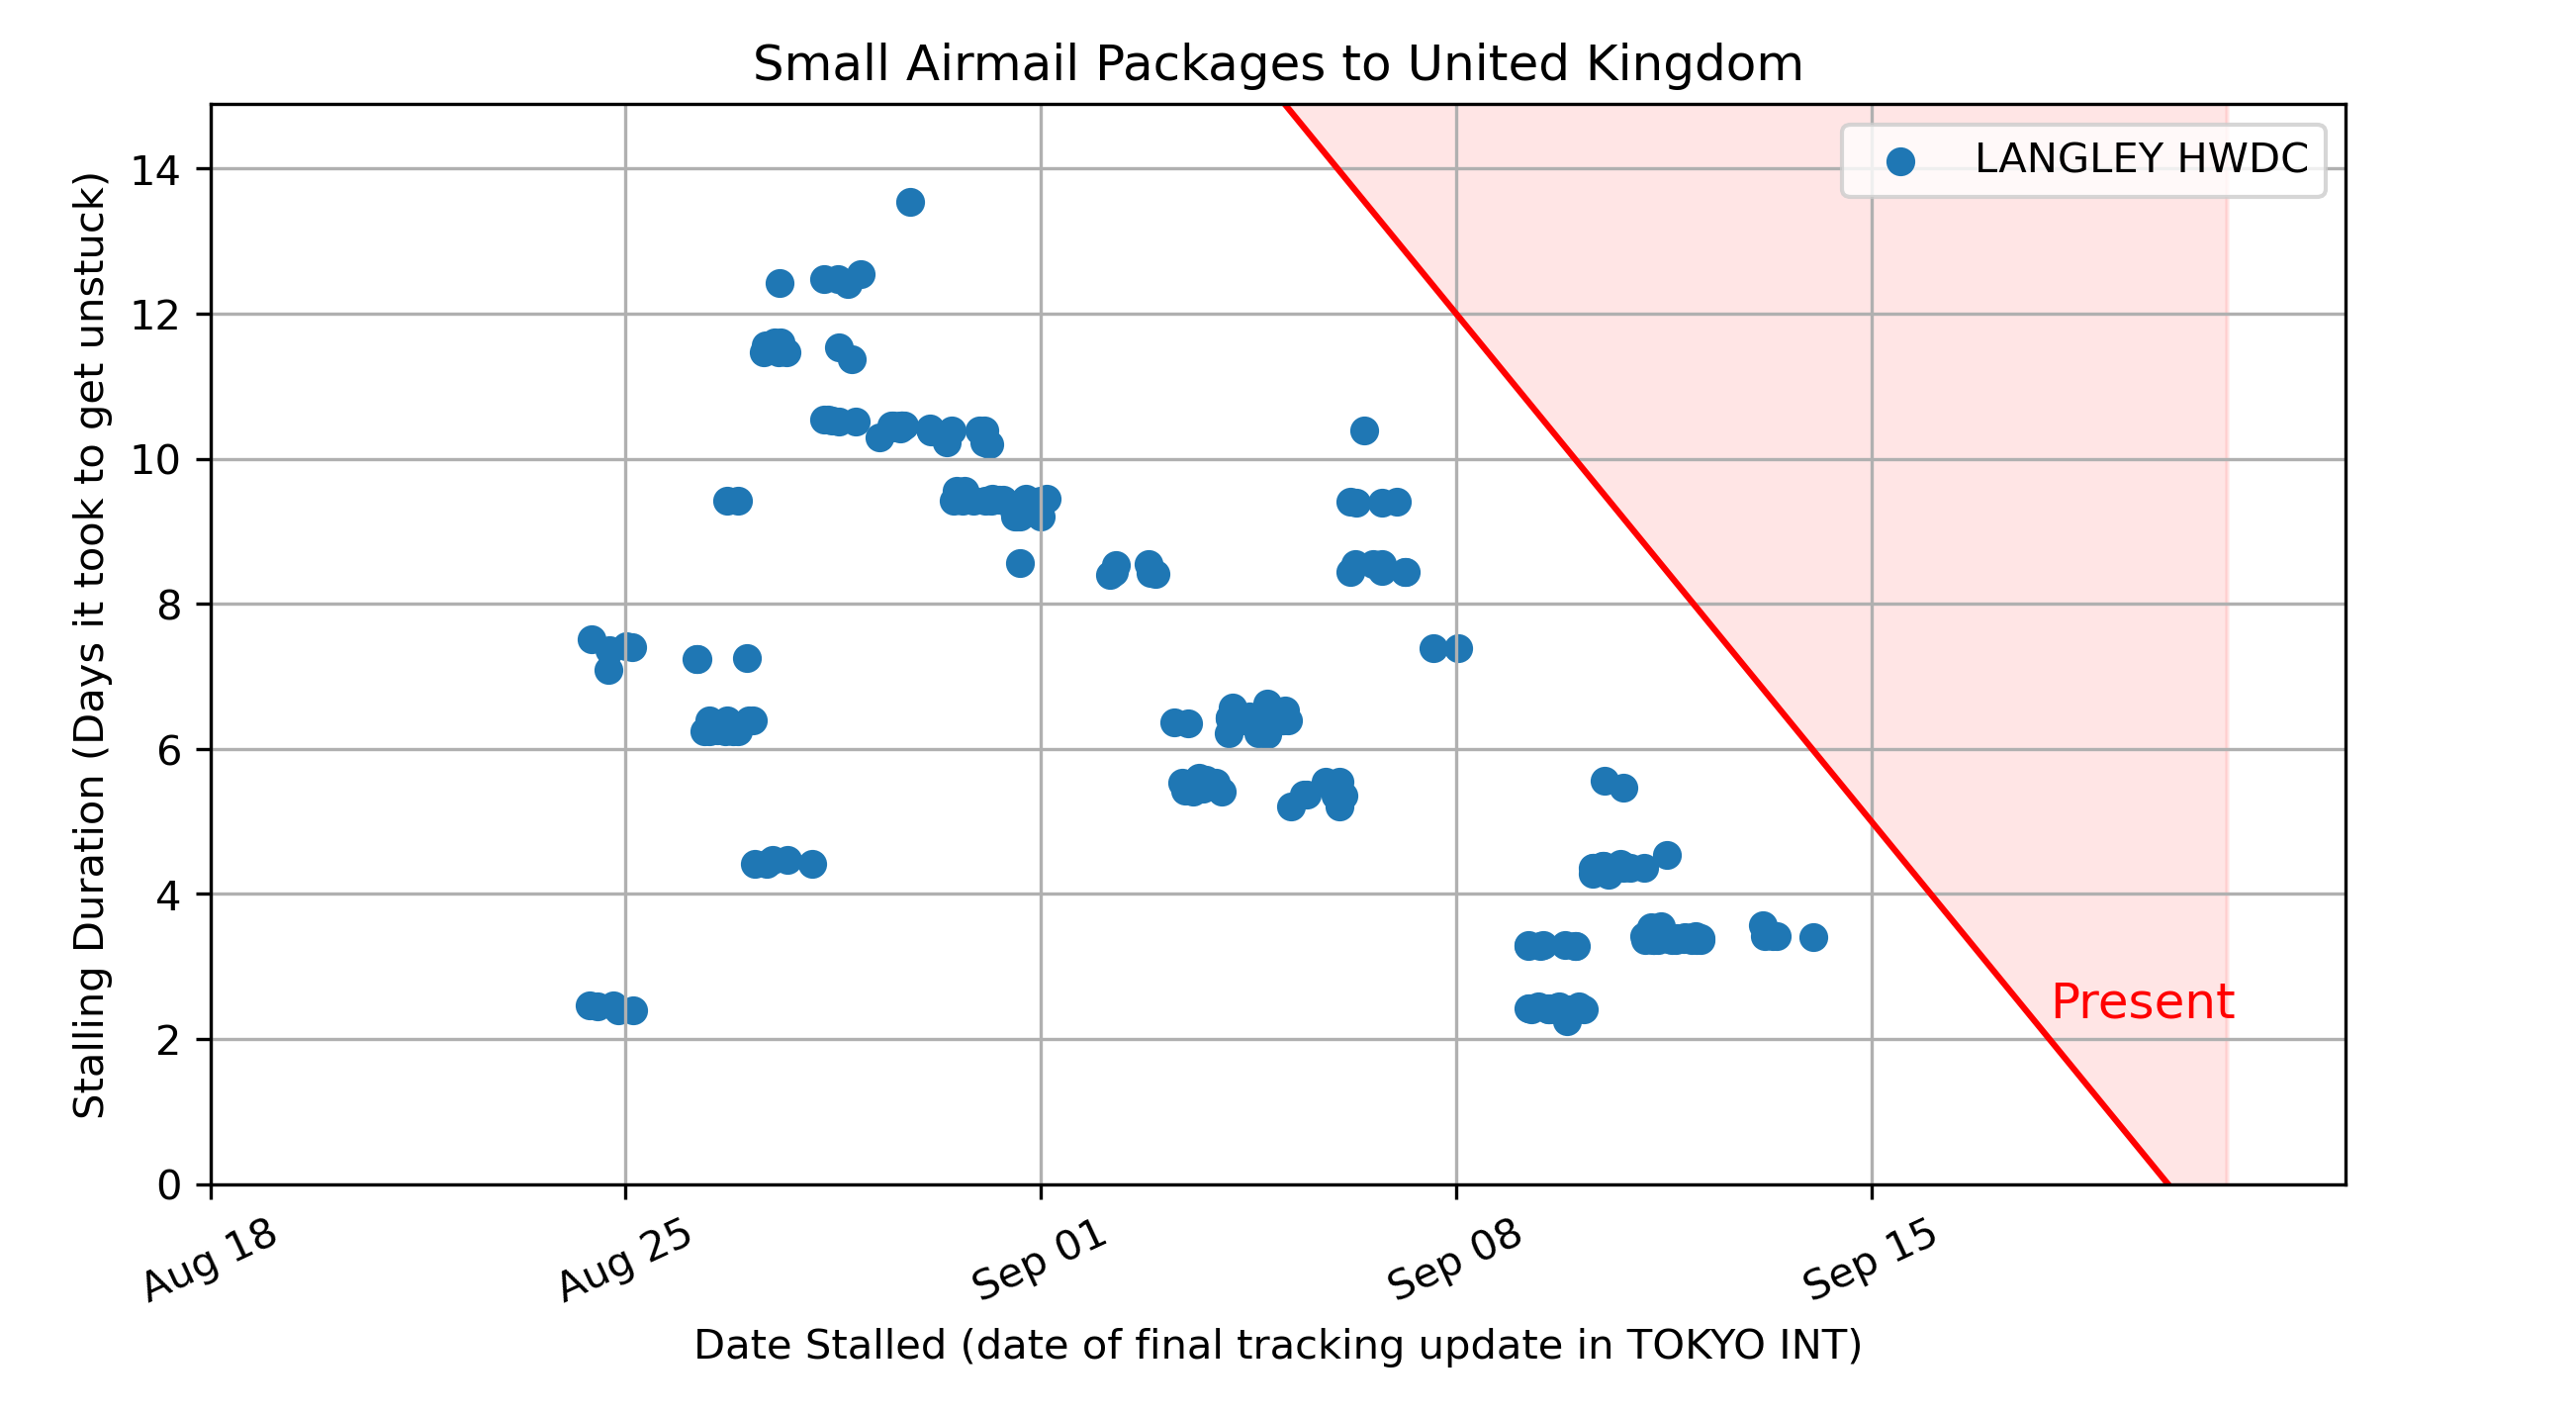 Small Airmail Packages to United Kingdom
LANGLEY HWDC
Stalling Duration (Days it took to get unstuck)
14
12
10
8
6
4
2
0
Present
Aug 18
Aug 25
Sep 01
Sep 08
Sep 15
Date Stalled (date of final tracking update in TOKYO INT)